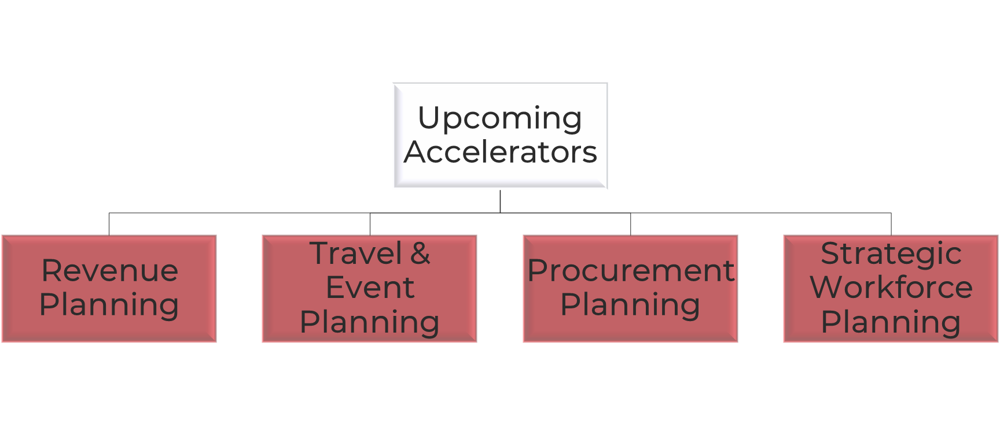 Upcoming
Accelerators
Revenue
Planning
Travel &
Event
Planning
Procurement
Planning
Strategic
Workforce
Planning